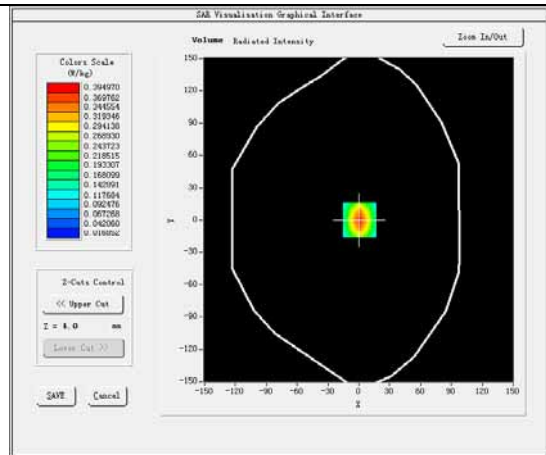 SAR Visualisation Graphical Interface
Volume Radiated Intensity
Zoom In/Out
Colors Scale
(W/kg)
0.394970
0.369762
0.344554
0.319346
0.294138
0.268930
0.243723
0.218515
0.193307
0.168099
0.142891
0.117684
0.092476
0.067268
0.042060
0.016852
150
120
90
60
30
Y
0
-30
-60
-90
-120
-150
-150 -120 -90 -60 -30 0 30 60 90 120 150
X
Z-Cuts Control
<< Upper Cut
Z = 4.0 mm
Lower Cut >>
SAVE Cancel